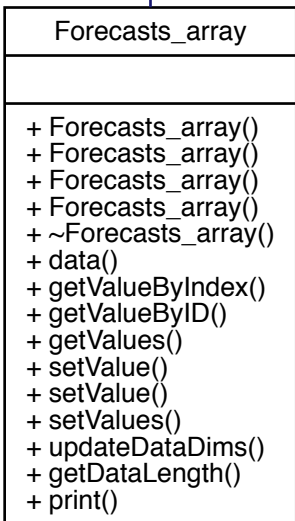 Forecasts_array
+ Forecasts_array()
+ Forecasts_array()
+ Forecasts_array()
+ Forecasts_array()
+ ~Forecasts_array()
+ data()
+ getValueByIndex()
+ getValueByID()
+ getValues()
+ setValue()
+ setValue()
+ setValues()
+ updateDataDims()
+ getDataLength()
+ print()